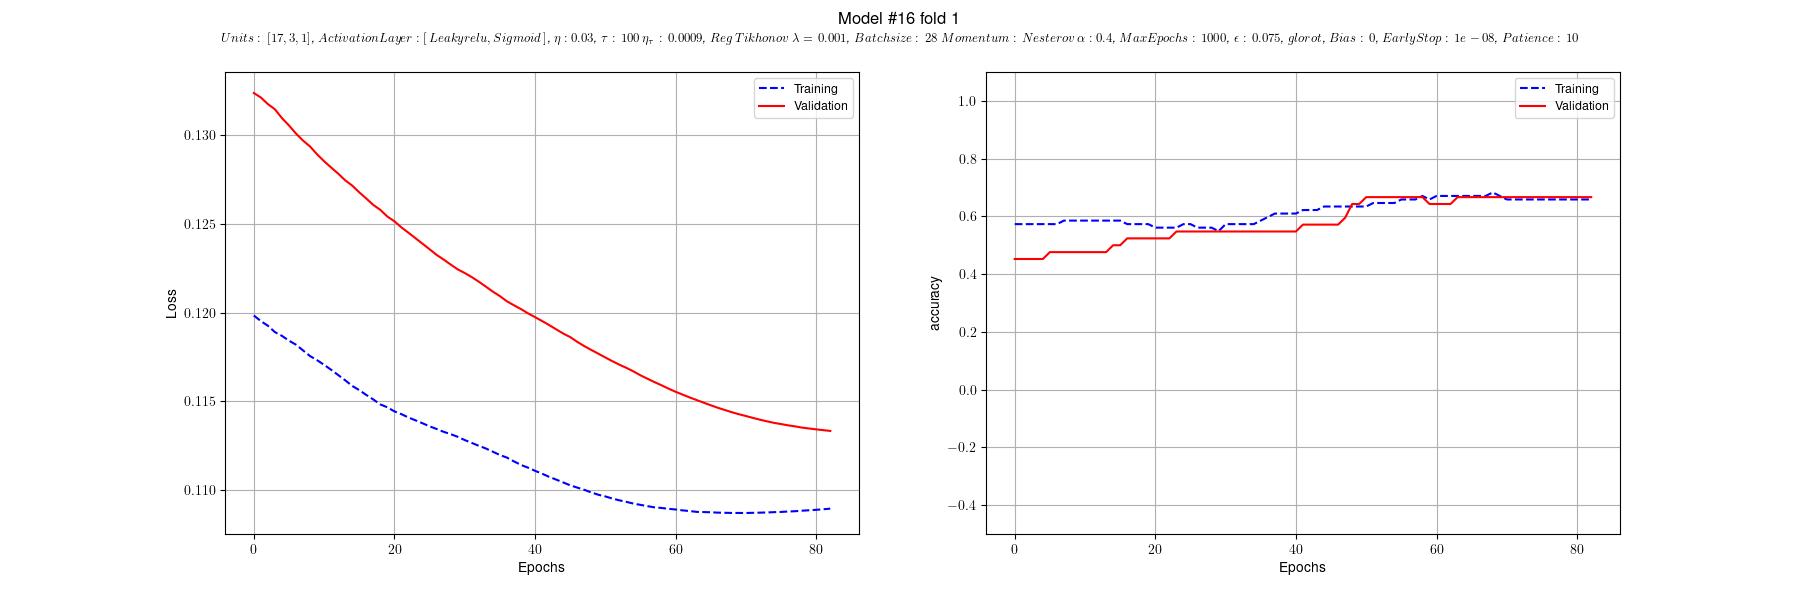 Model #16 fold 1
Units : [17, 3, 1], ActivationLayer : [ Leakyrelu, Sigmoid ], η : 0.03, τ : 100 η_τ : 0.0009, Reg Tikhonov λ = 0.001, Batchsize : 28 Momentum : Nesterov α : 0.4, MaxEpochs : 1000, ϵ : 0.075, glorot, Bias : 0, EarlyStop : 1e − 08, Patience : 10
Training
Validation
0.130
0.125
0.120
0.115
0.110
Loss
0 20 40 60 80
Epochs
Training
Validation
1.0
0.8
0.6
0.4
0.2
0.0
−0.2
−0.4
accuracy
0 20 40 60 80
Epochs